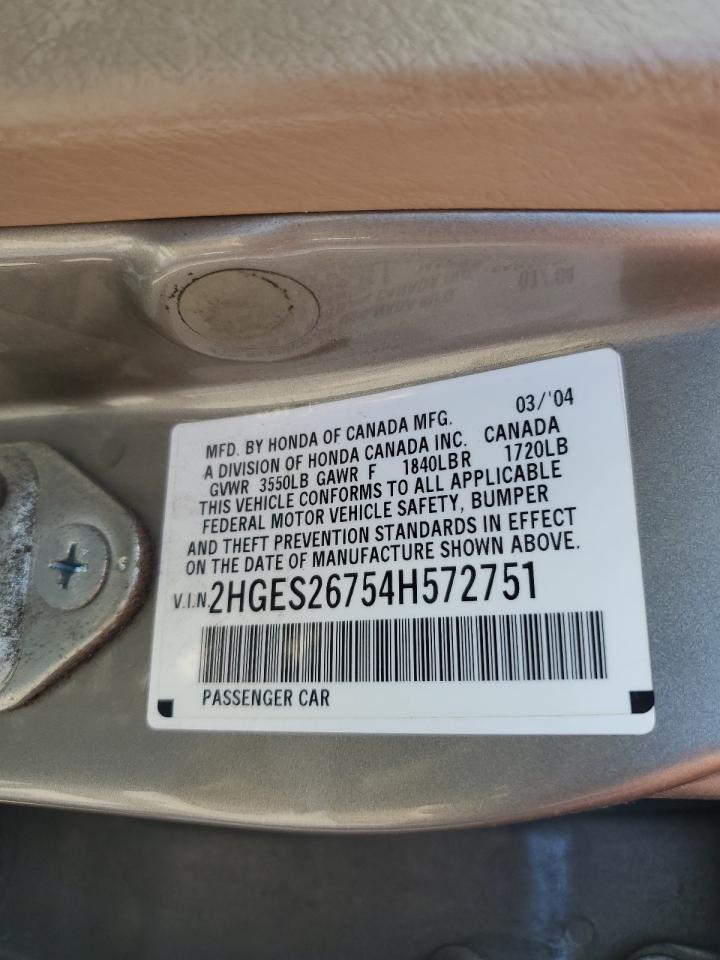 03/'04
MFD. BY HONDA OF CANADA MFG.
A DIVISION OF HONDA CANADA INC. CANADA
GVWR 3550LB GAWR F 1840LBR 1720LB
THIS VEHICLE CONFORMS TO ALL APPLICABLE
FEDERAL MOTOR VEHICLE SAFETY, BUMPER
AND THEFT PREVENTION STANDARDS IN EFFECT
ON THE DATE OF MANUFACTURE SHOWN ABOVE.
V.I.N.2HGES26754H572751
PASSENGER CAR